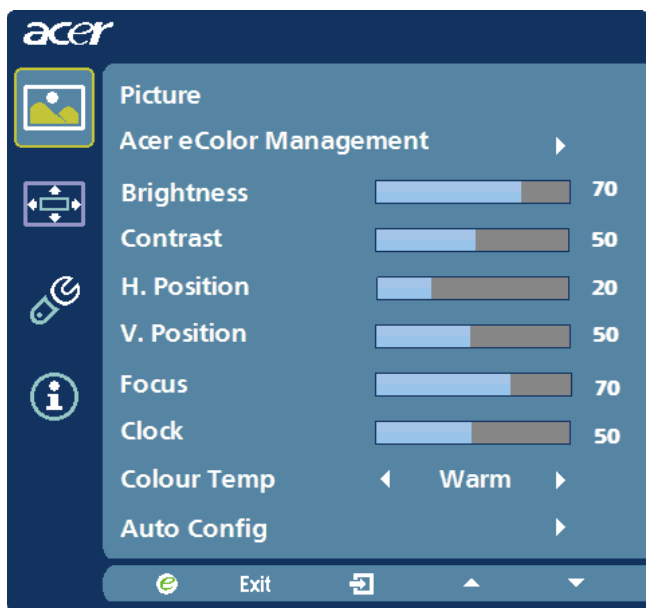 acer
Picture
Acer eColor Management
Brightness 70
Contrast 50
H. Position 20
V. Position 50
Focus 70
Clock 50
Colour Temp Warm
Auto Config
e Exit